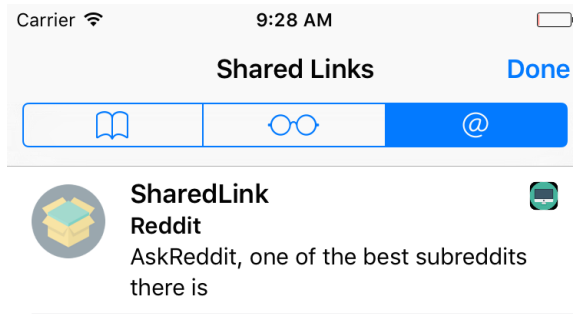 Carrier 9:28 AM
Shared Links Done
@
SharedLink
Reddit
AskReddit, one of the best subreddits
there is